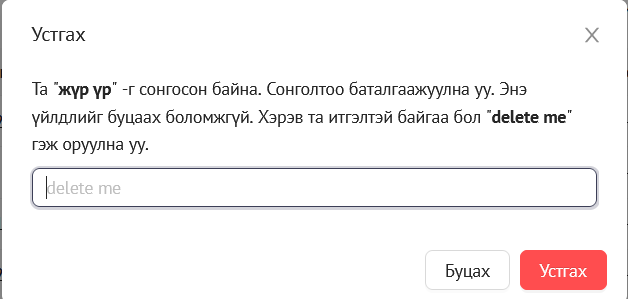 Устгах
Та "жүр үр" -г сонгосон байна. Сонголтоо баталгаажуулна уу. Энэ
үйлдлийг буцаах боломжгүй. Хэрэв та итгэлтэй байгаа бол "delete me"
гэж оруулна уу.
delete me
Буцах
Устгах